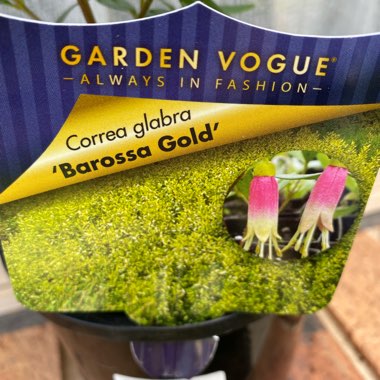 GARDEN VOGUE®
—ALWAYS IN FASHION—
Correa glabra
'Barossa Gold'